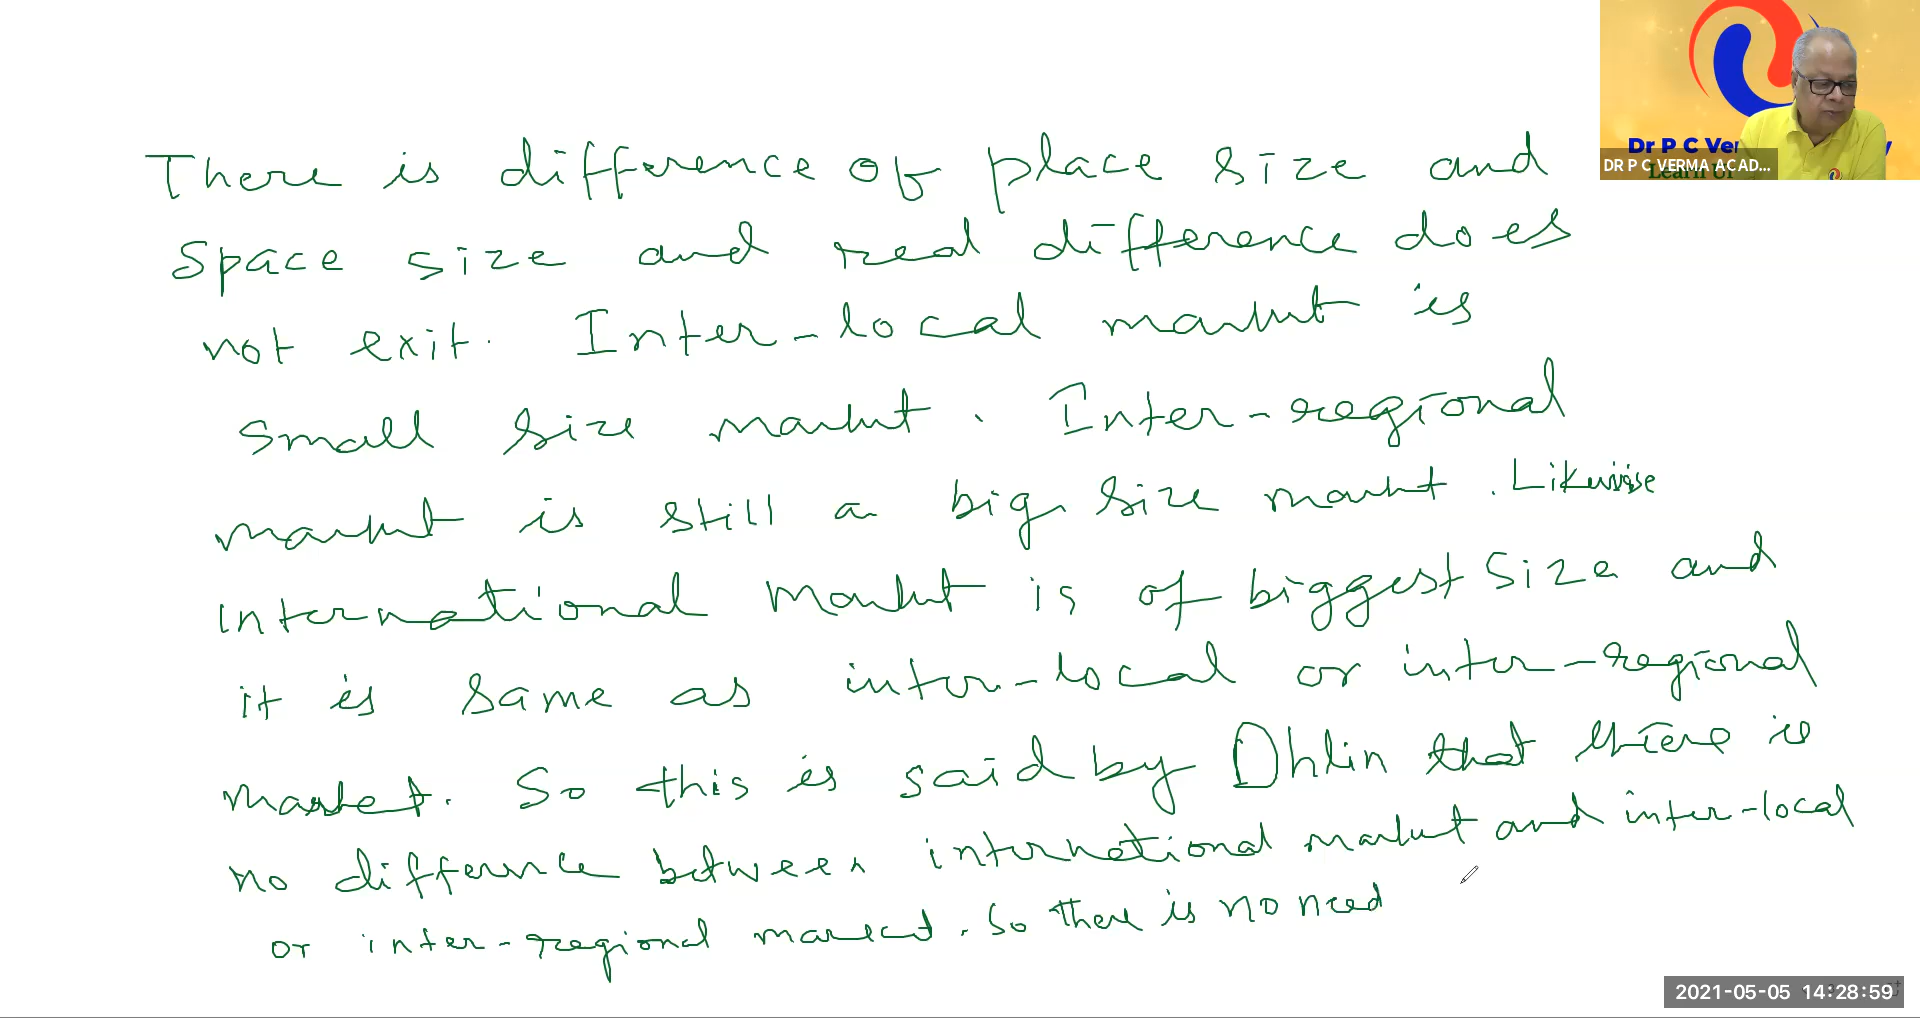 There is difference of place size and
space size and real difference does
not exit. Inter-local market is
small size market. Inter-regional
market is still a big size market. Likewise
international market is of biggest size and
it is same as inter-local or inter-regional
market. So this is said by Ohlin that there is
no difference between international market and inter-local
or inter-regional market. So there is no need
Dr P C Ve
DR P C VERMA ACAD...
2021-05-05 14:28:59